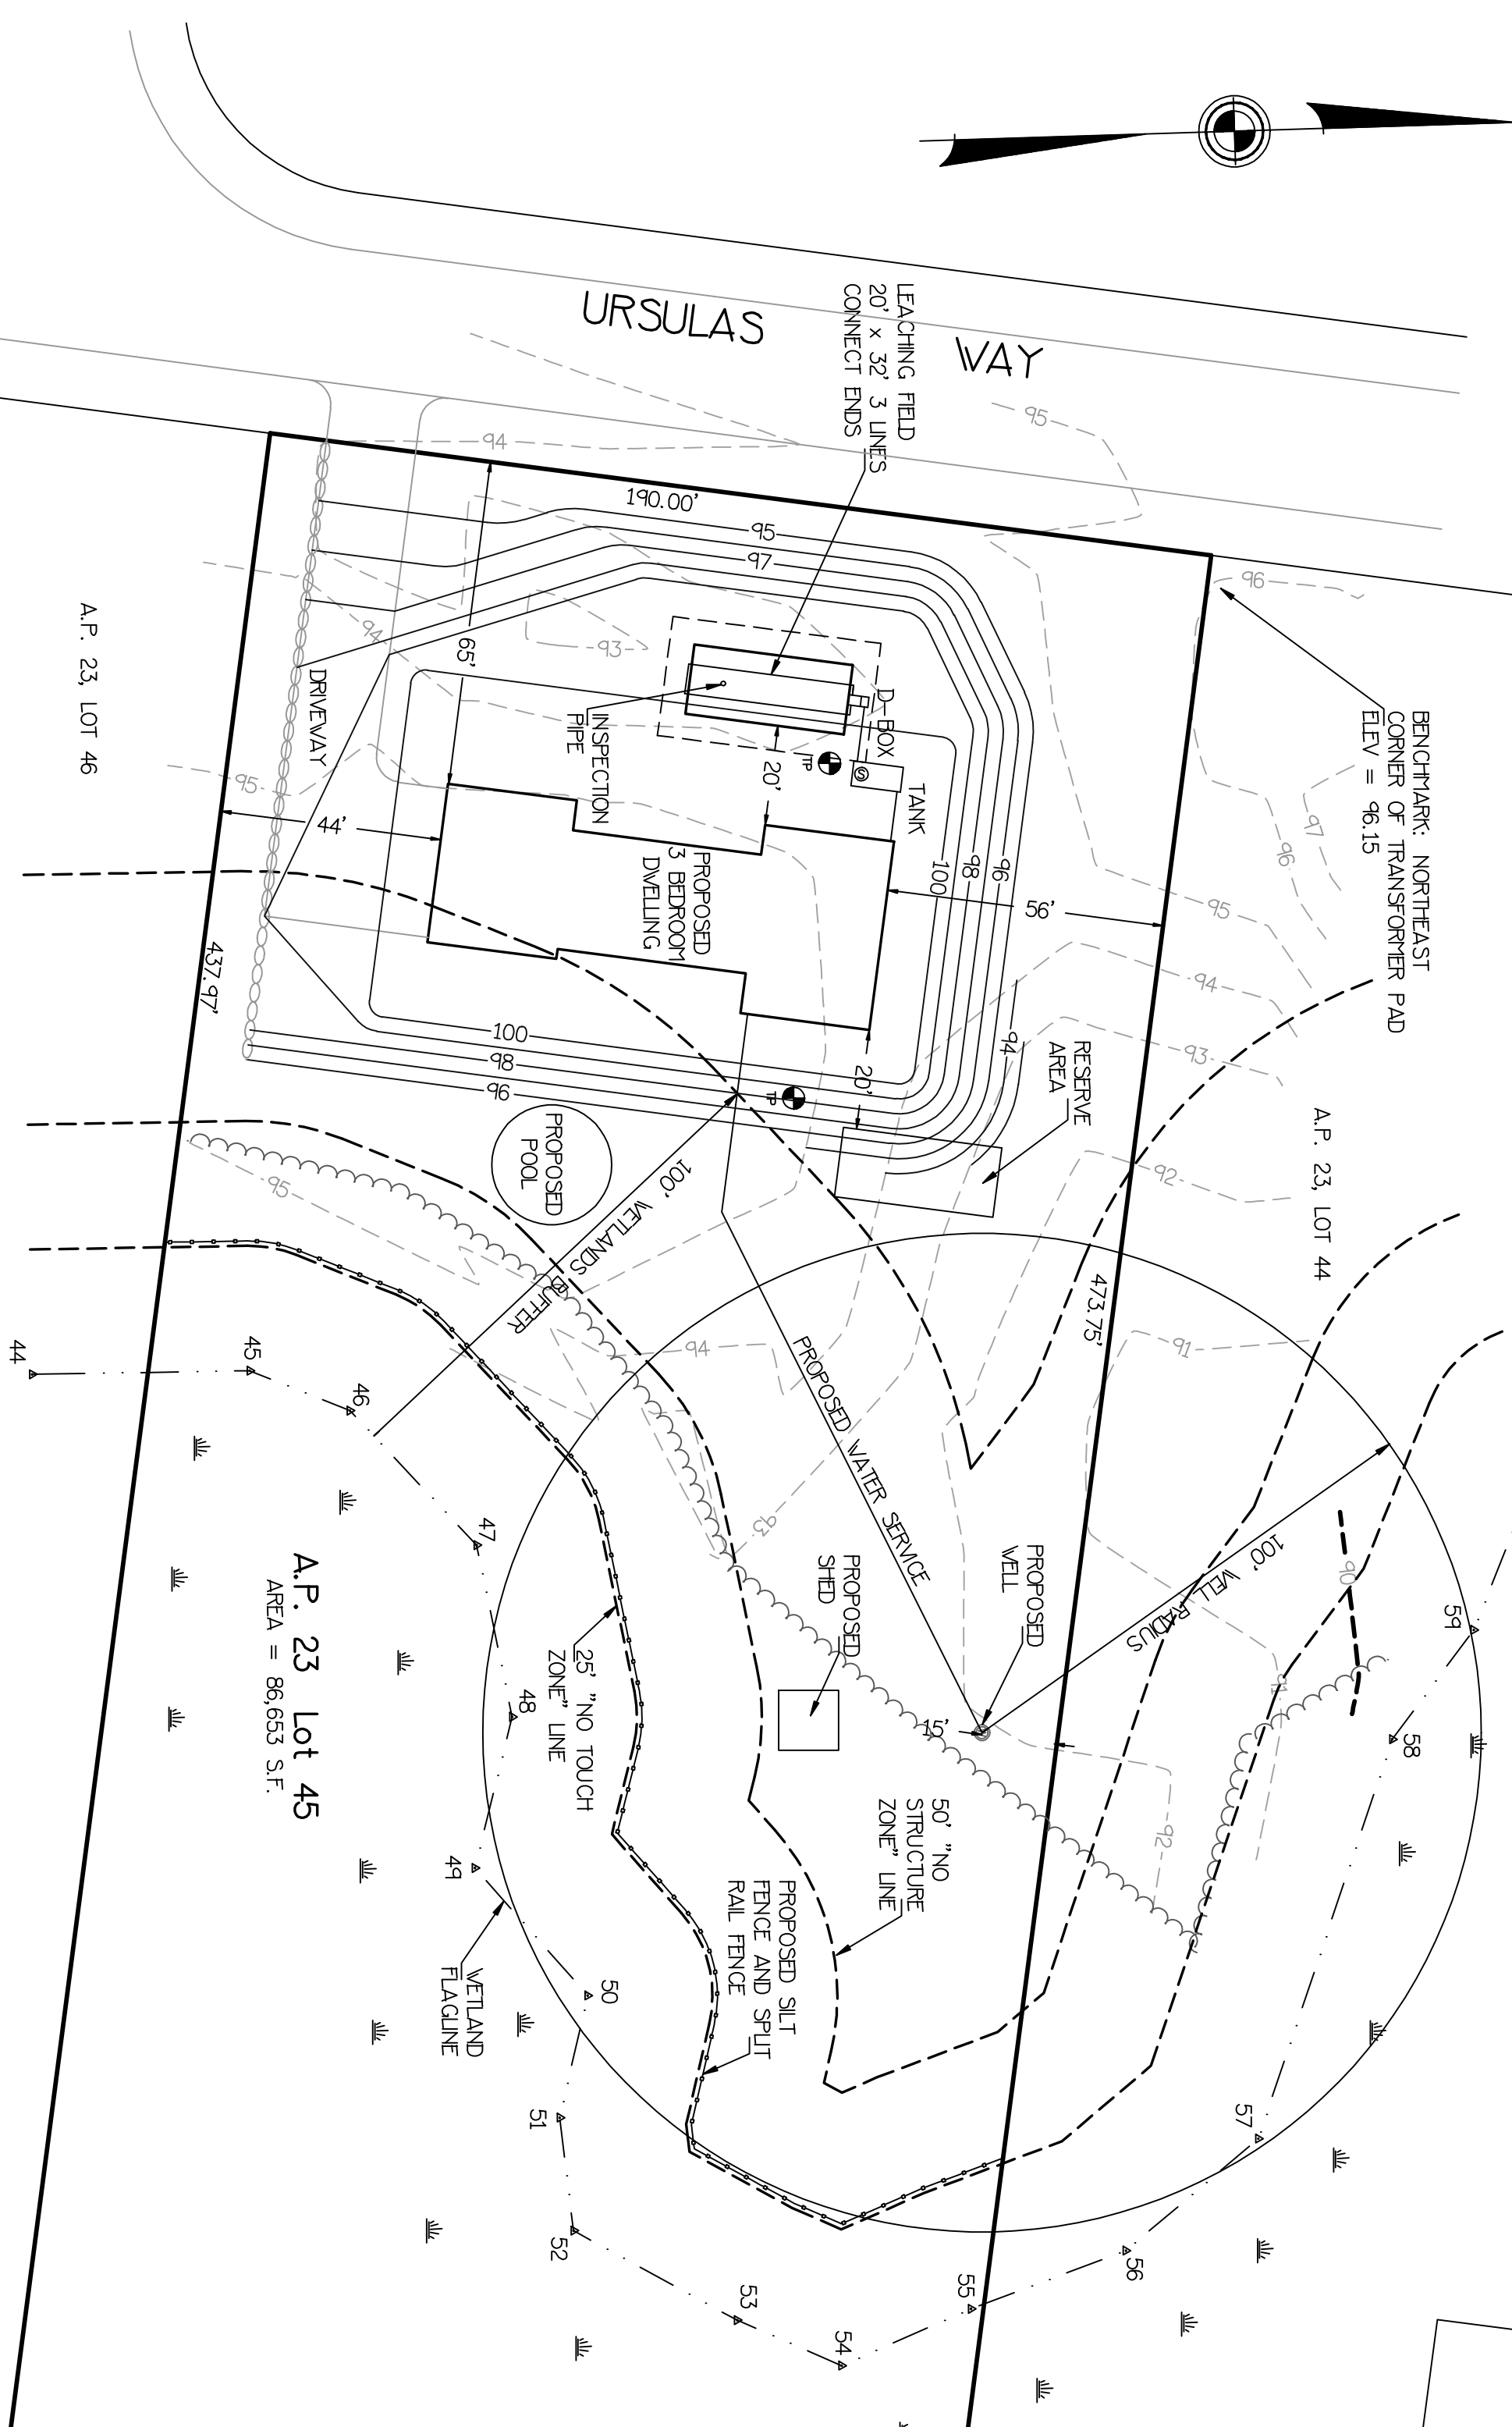 URSULAS WAY
LEACHING FIELD
20' x 32' 3 LINES
CONNECT ENDS
BENCHMARK: NORTHEAST
CORNER OF TRANSFORMER PAD
ELEV = 96.15
95
94
96
97
96
95
94
93
92
91
90
91
92
190.00'
95
97
93
94
95
65'
D-BOX
TANK
S
TP
20'
INSPECTION
PIPE
DRIVEWAY
A.P. 23, LOT 46
44'
PROPOSED
3 BEDROOM
DWELLING
100
98
96
56'
94
RESERVE
AREA
20'
TP
100
98
96
437.97'
A.P. 23, LOT 44
473.75'
PROPOSED
POOL
100' WETLANDS BUFFER
95
94
93
PROPOSED WATER SERVICE
PROPOSED
WELL
PROPOSED
SHED
100' WELL RADIUS
15'
25' "NO TOUCH
ZONE" LINE
50' "NO
STRUCTURE
ZONE" LINE
PROPOSED SILT
FENCE AND SPLIT
RAIL FENCE
WETLAND
FLAGLINE
A.P. 23 Lot 45
AREA = 86,653 S.F.
44
45
46
47
48
49
50
51
52
53
54
55
56
57
58
59